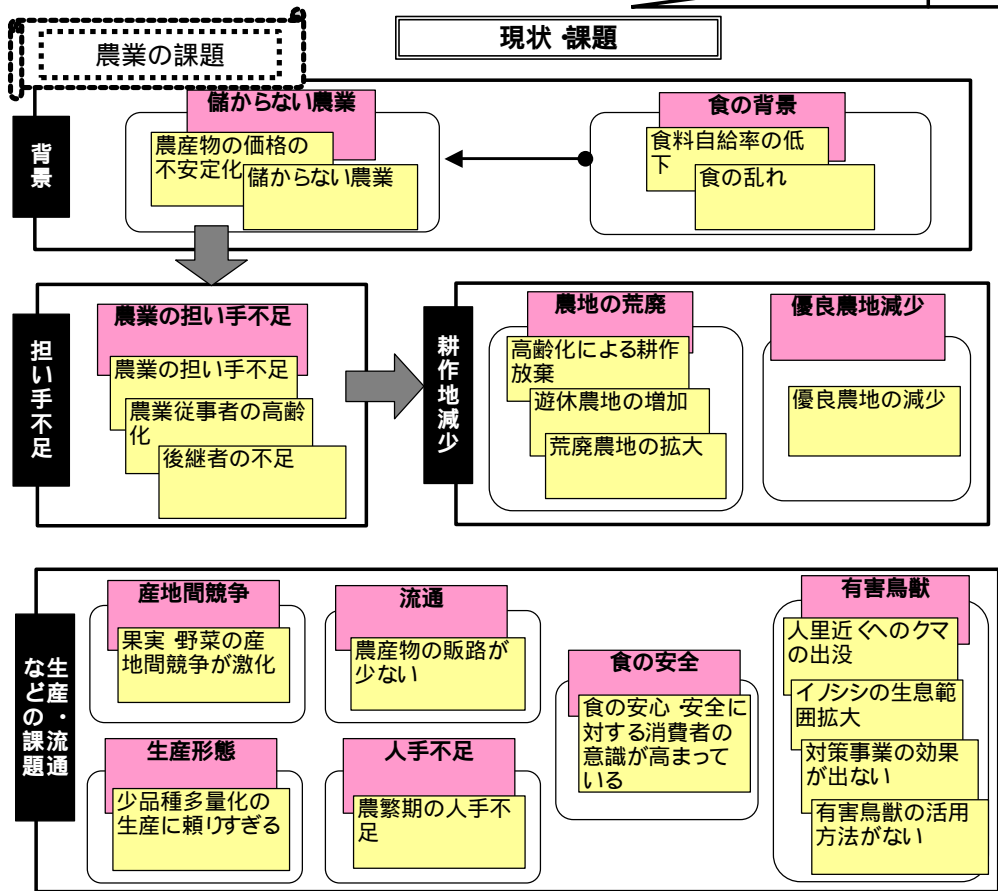 農業の課題
現状・課題
背景
儲からない農業
農産物の価格の
不安定化
儲からない農業
食の背景
食料自給率の低
下
食の乱れ
担い手不足
農業の担い手不足
農業の担い手不足
農業従事者の高齢
化
後継者の不足
耕作地減少
農地の荒廃
高齢化による耕作
放棄
遊休農地の増加
荒廃農地の拡大
優良農地減少
優良農地の減少
生産・流通
などの課題
産地間競争
果実・野菜の産
地間競争が激化
流通
農産物の販路が
少ない
生産形態
少品種多量化の
生産に頼りすぎる
人手不足
農繁期の人手不
足
食の安全
食の安心・安全に
対する消費者の
意識が高まって
いる
有害鳥獣
人里近くへのクマ
の出没
イノシシの生息範
囲拡大
対策事業の効果
が出ない
有害鳥獣の活用
方法がない